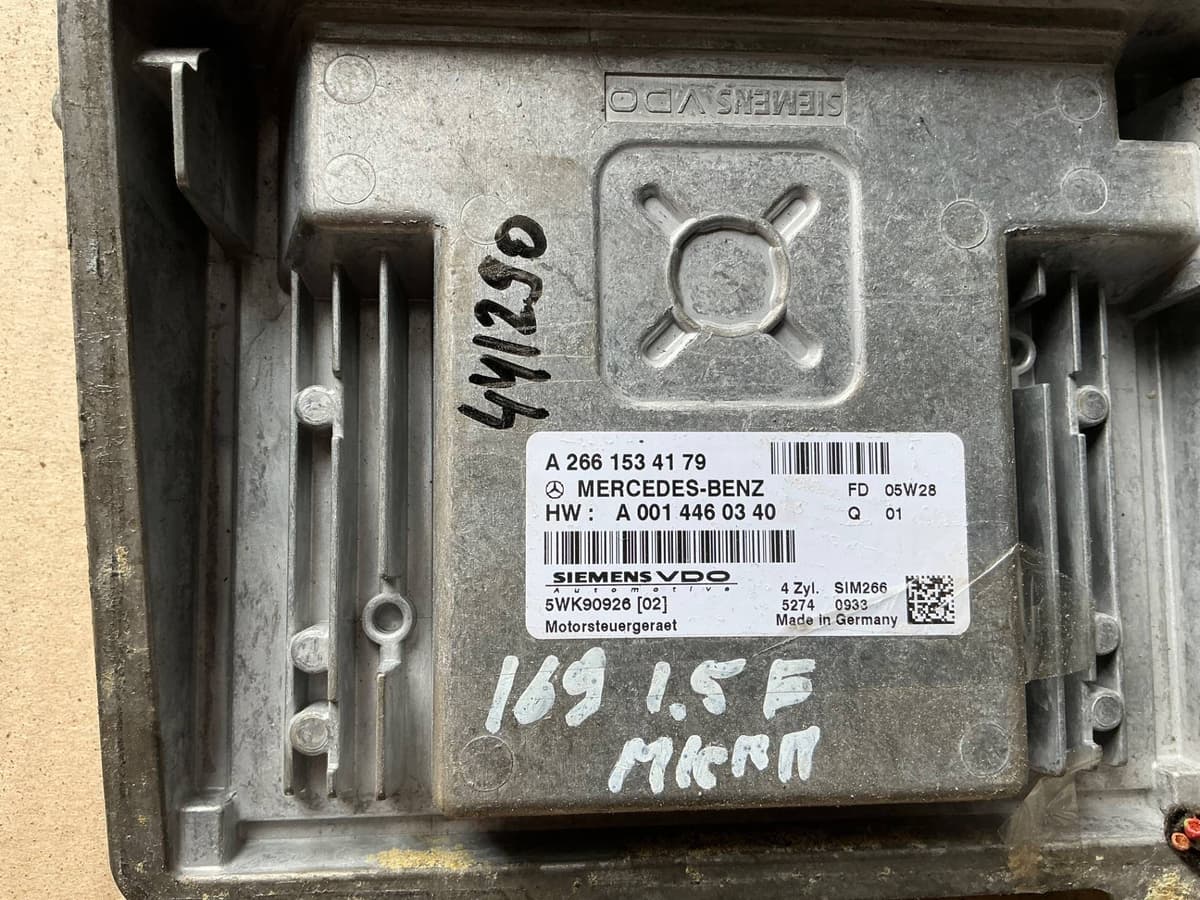 SIEMENS VDO
441290
A 266 153 41 79
MERCEDES-BENZ
FD 05W28
HW : A 001 446 03 40
Q 01
SIEMENS VDO
Automotive
4 Zyl. SIM266
5WK90926 [02]
5274 0933
Motorsteuergeraet
Made in Germany
169 1.5 E